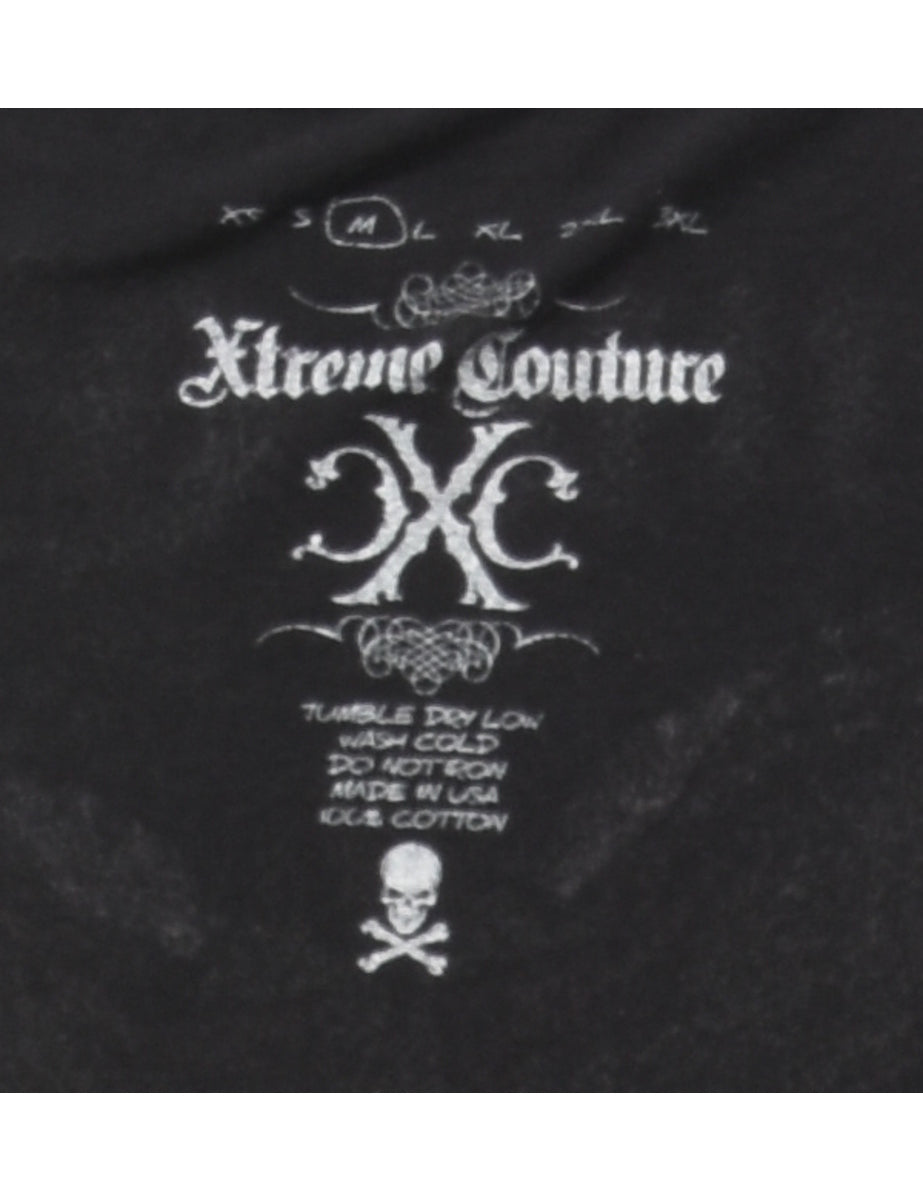 XS S M L XL 2XL 3XL
Xtreme Couture
CXC
TUMBLE DRY LOW
WASH COLD
DO NOT IRON
MADE IN USA
100% COTTON